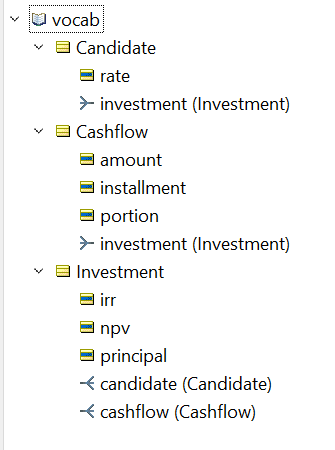 vocab
Candidate
rate
investment (Investment)
Cashflow
amount
installment
portion
investment (Investment)
Investment
irr
npv
principal
candidate (Candidate)
cashflow (Cashflow)